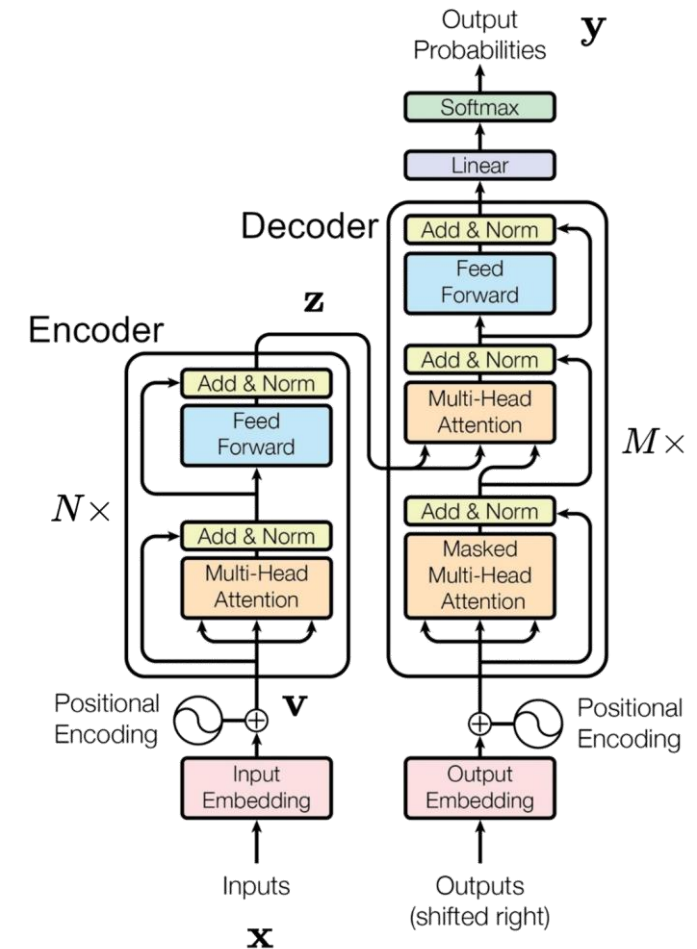 Output
Probabilities
y
Softmax
Linear
Decoder
Add & Norm
Feed
Forward
z
Add & Norm
Multi-Head
Attention
M×
Add & Norm
Masked
Multi-Head
Attention
Encoder
Add & Norm
Feed
Forward
N×
Add & Norm
Multi-Head
Attention
Positional
Encoding
v
Positional
Encoding
Input
Embedding
Output
Embedding
Inputs
x
Outputs
(shifted right)